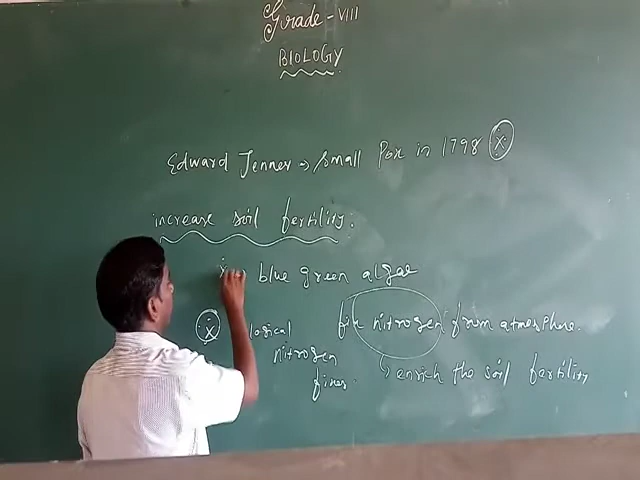 Grade - VIII
BIOLOGY
Edward Jenner → Small Pox in 1798
increase soil fertility:
blue green algae
logical fix nitrogen from atmosphere.
nitrogen ↳ enrich the soil fertility
fixers.